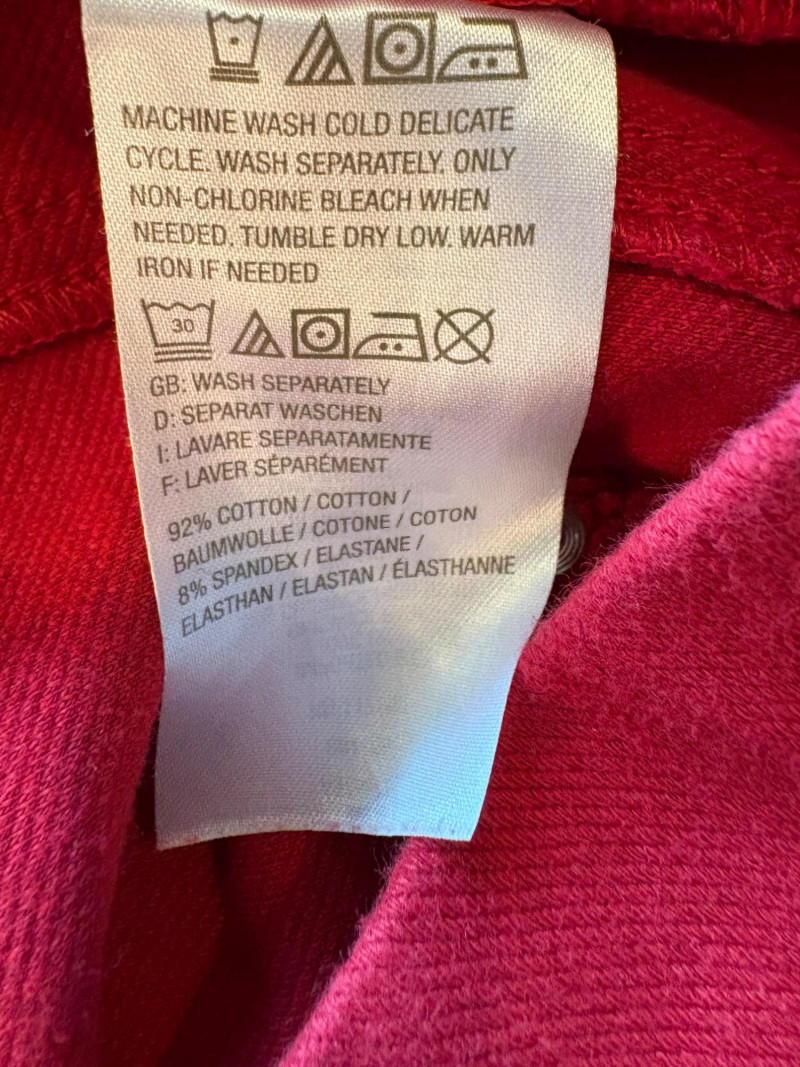 MACHINE WASH COLD DELICATE
CYCLE. WASH SEPARATELY. ONLY
NON-CHLORINE BLEACH WHEN
NEEDED. TUMBLE DRY LOW. WARM
IRON IF NEEDED
30
GB: WASH SEPARATELY
D: SEPARAT WASCHEN
I: LAVARE SEPARATAMENTE
F: LAVER SÉPARÉMENT
92% COTTON / COTTON /
BAUMWOLLE / COTONE / COTON
8% SPANDEX / ELASTANE /
ELASTHAN / ELASTAN / ÉLASTHANNE